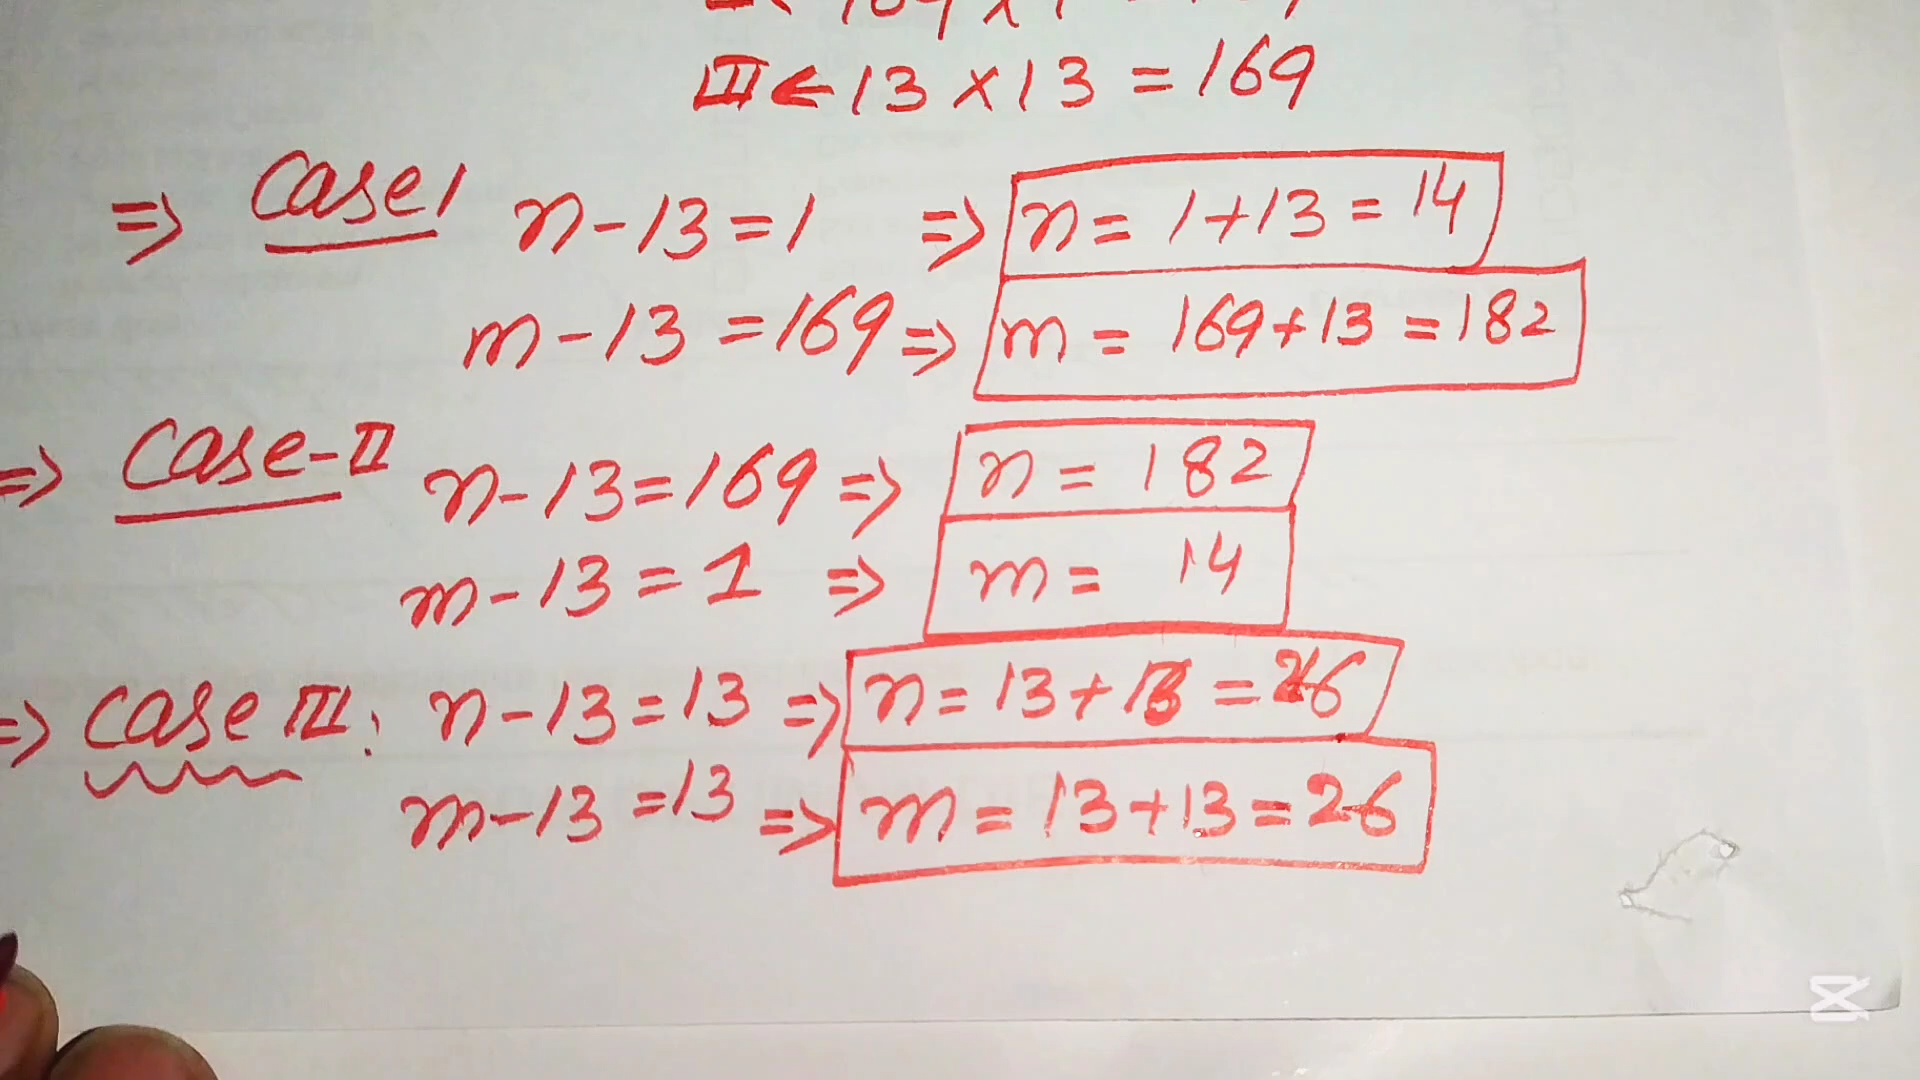 III ← 13 × 13 = 169
⇒ Case 1 n - 13 = 1 ⇒ n = 1 + 13 = 14
m - 13 = 169 ⇒ m = 169 + 13 = 182
⇒ Case - II n - 13 = 169 ⇒ n = 182
m - 13 = 1 ⇒ m = 14
⇒ Case III: n - 13 = 13 ⇒ n = 13 + 13 = 26
m - 13 = 13 ⇒ m = 13 + 13 = 26